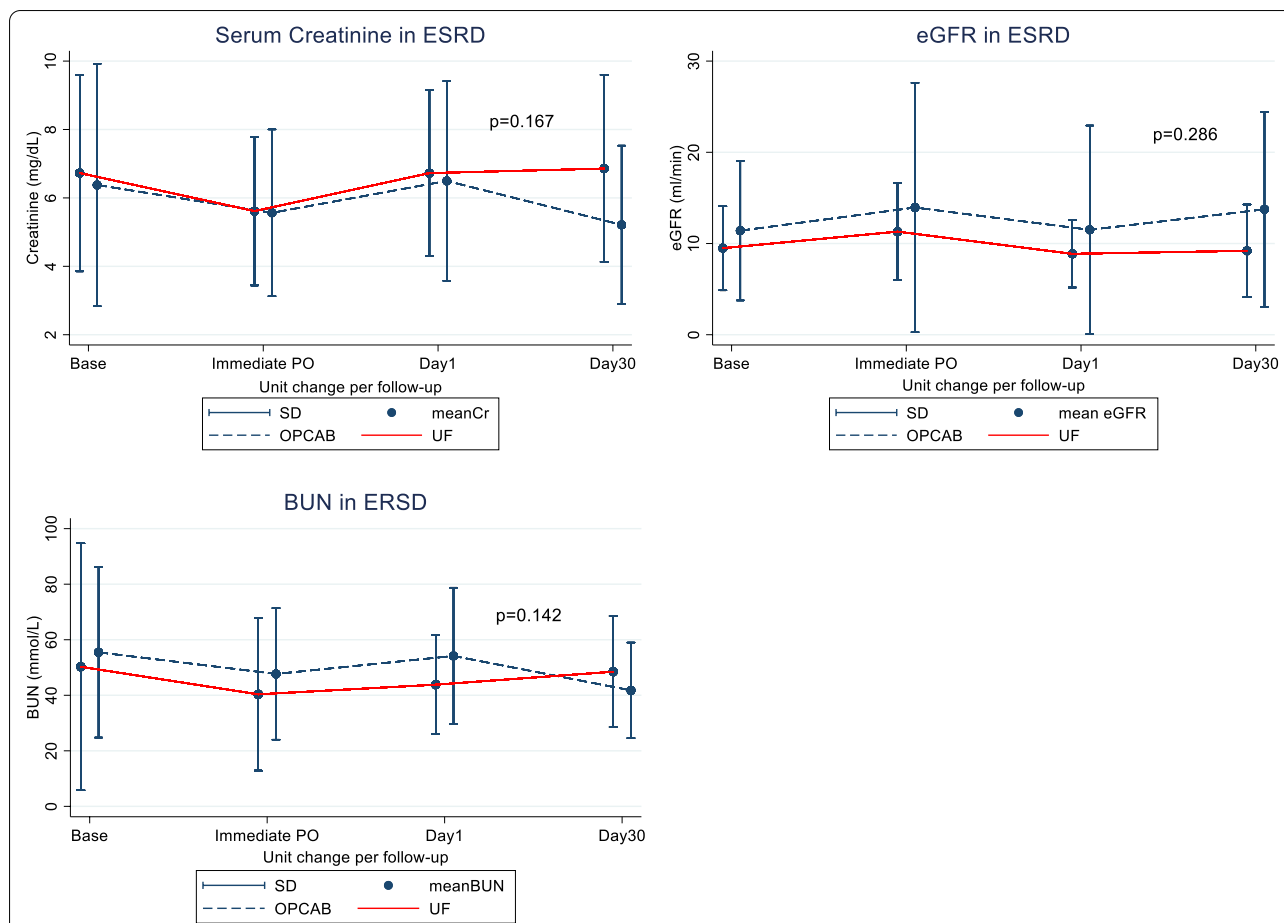 Serum Creatinine in ESRD
Creatinine (mg/dL)
10
8
6
4
2
p=0.167
Base Immediate PO Day1 Day30
Unit change per follow-up
SD meanCr
OPCAB UF
eGFR in ESRD
eGFR (ml/min)
30
20
10
0
p=0.286
Base Immediate PO Day1 Day30
Unit change per follow-up
SD mean eGFR
OPCAB UF
BUN in ERSD
BUN (mmol/L)
100
80
60
40
20
0
p=0.142
Base Immediate PO Day1 Day30
Unit change per follow-up
SD meanBUN
OPCAB UF